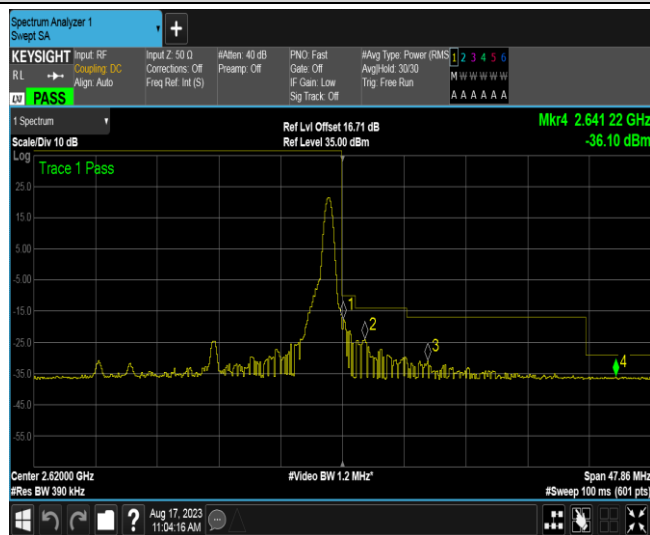 Spectrum Analyzer 1
Swept SA
+
KEYSIGHT
RL
LXI PASS
Input: RF
Coupling: DC
Align: Auto
Input Z: 50 Ω
Corrections: Off
Freq Ref: Int (S)
#Atten: 40 dB
Preamp: Off
PNO: Fast
Gate: Off
IF Gain: Low
Sig Track: Off
#Avg Type: Power (RMS
Avg|Hold: 30/30
Trig: Free Run
1 2 3 4 5 6
M W W W W W
A A A A A A
1 Spectrum
Scale/Div 10 dB
Ref Lvl Offset 16.71 dB
Ref Level 35.00 dBm
Mkr4 2.641 22 GHz
-36.10 dBm
Log
Trace 1 Pass
25.0
15.0
5.00
-5.00
-15.0
-25.0
-35.0
-45.0
-55.0
1
2
3
4
Center 2.62000 GHz
#Video BW 1.2 MHz*
Span 47.86 MHz
#Res BW 390 kHz
#Sweep 100 ms (601 pts)
?
Aug 17, 2023
11:04:16 AM